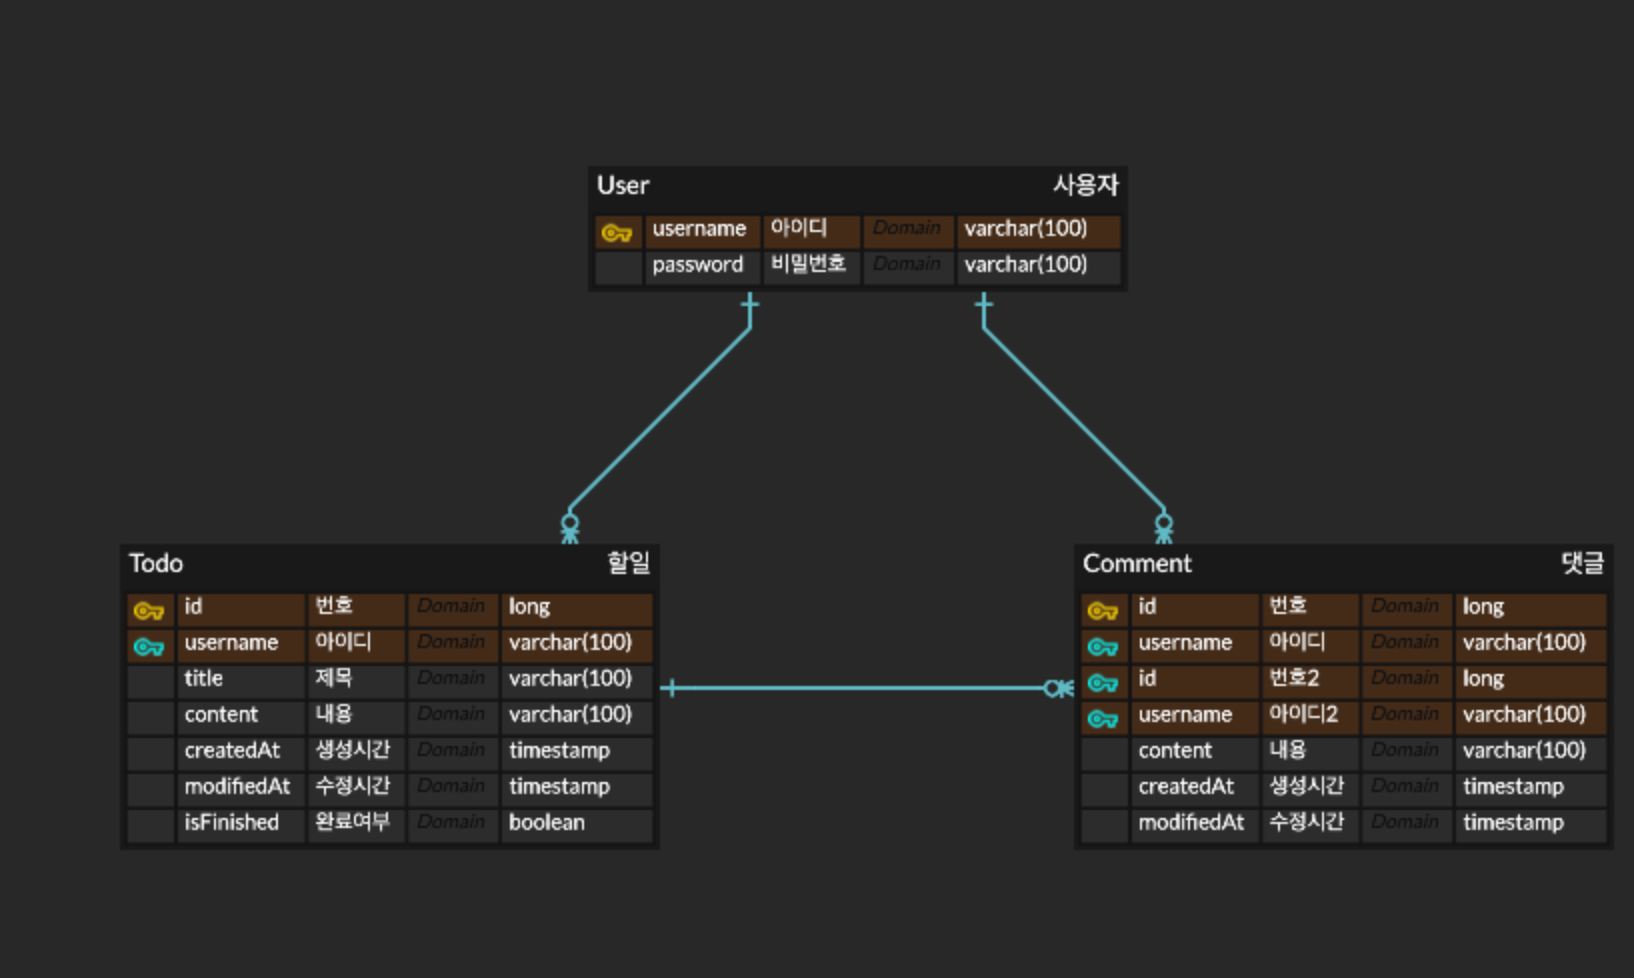 User 사용자
username 아이디 Domain varchar(100)
password 비밀번호 Domain varchar(100)
Todo 할일
id 번호 Domain long
username 아이디 Domain varchar(100)
title 제목 Domain varchar(100)
content 내용 Domain varchar(100)
createdAt 생성시간 Domain timestamp
modifiedAt 수정시간 Domain timestamp
isFinished 완료여부 Domain boolean
Comment 댓글
id 번호 Domain long
username 아이디 Domain varchar(100)
id 번호2 Domain long
username 아이디2 Domain varchar(100)
content 내용 Domain varchar(100)
createdAt 생성시간 Domain timestamp
modifiedAt 수정시간 Domain timestamp